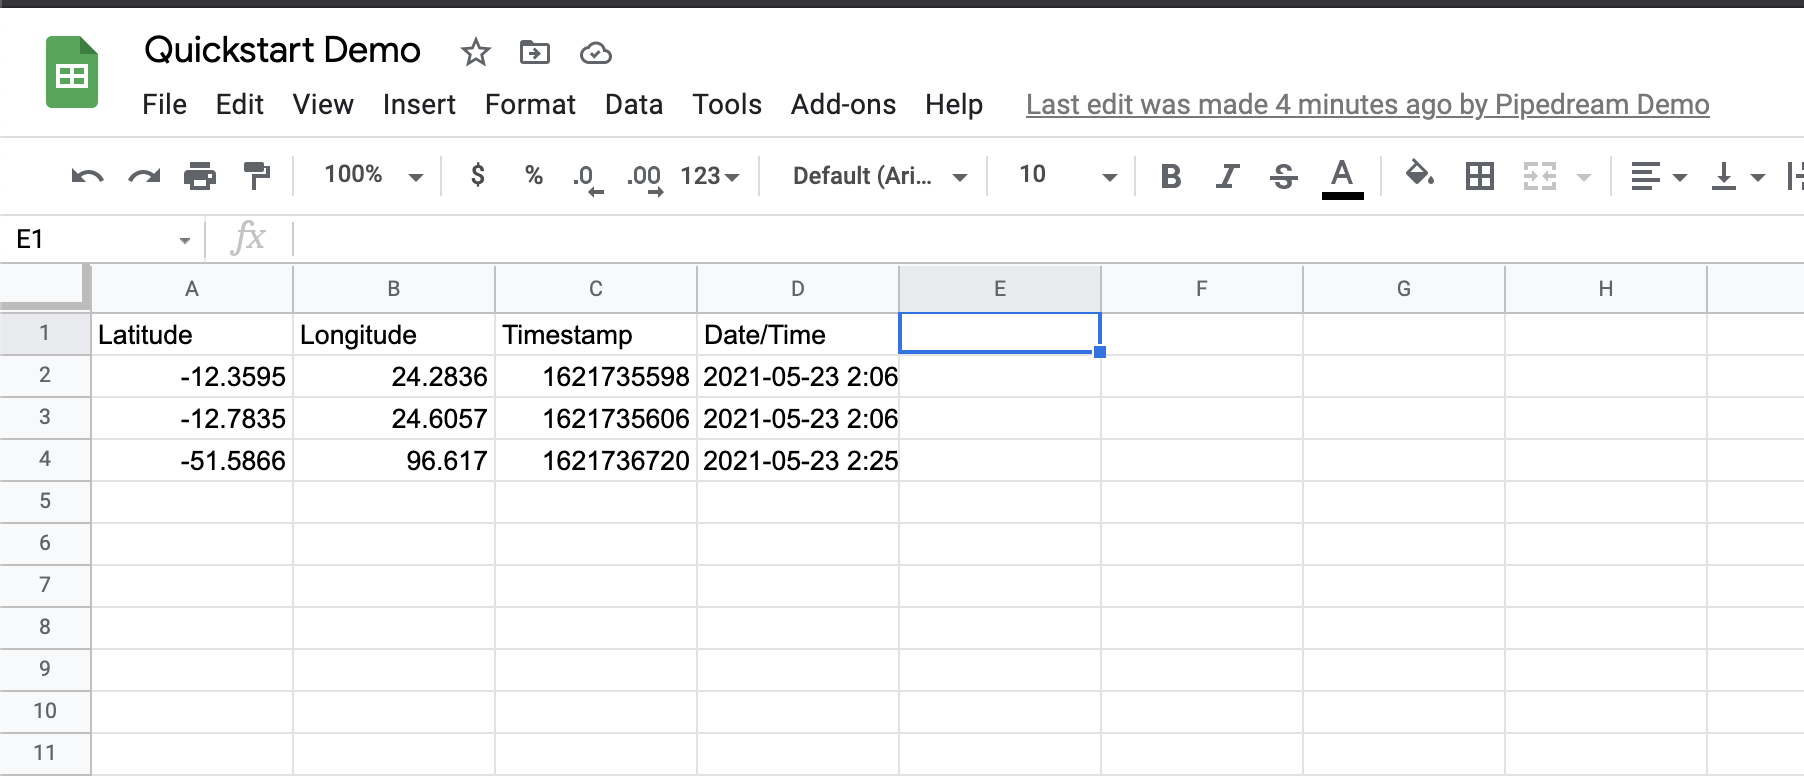 Quickstart Demo
File Edit View Insert Format Data Tools Add-ons Help Last edit was made 4 minutes ago by Pipedream Demo
100% $ % .0 .00 123 Default (Ari... 10 B I S A
E1 fx
A B C D E F G H
1 Latitude Longitude Timestamp Date/Time
2 -12.3595 24.2836 1621735598 2021-05-23 2:06
3 -12.7835 24.6057 1621735606 2021-05-23 2:06
4 -51.5866 96.617 1621736720 2021-05-23 2:25
5
6
7
8
9
10
11